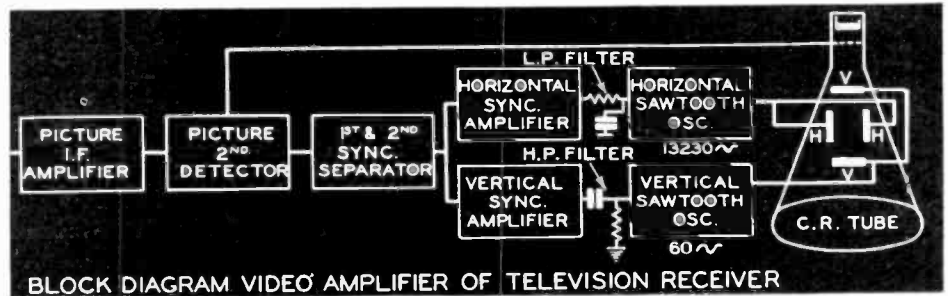 L.P. FILTER
HORIZONTAL
SYNC.
AMPLIFIER
HORIZONTAL
SAWTOOTH
OSC.
13230~
PICTURE
I.F.
AMPLIFIER
PICTURE
2ND.
DETECTOR
1ST & 2ND
SYNC.
SEPARATOR
H.P. FILTER
VERTICAL
SYNC.
AMPLIFIER
VERTICAL
SAWTOOTH
OSC.
60~
V
H H
V
C.R. TUBE
BLOCK DIAGRAM VIDEO AMPLIFIER OF TELEVISION RECEIVER